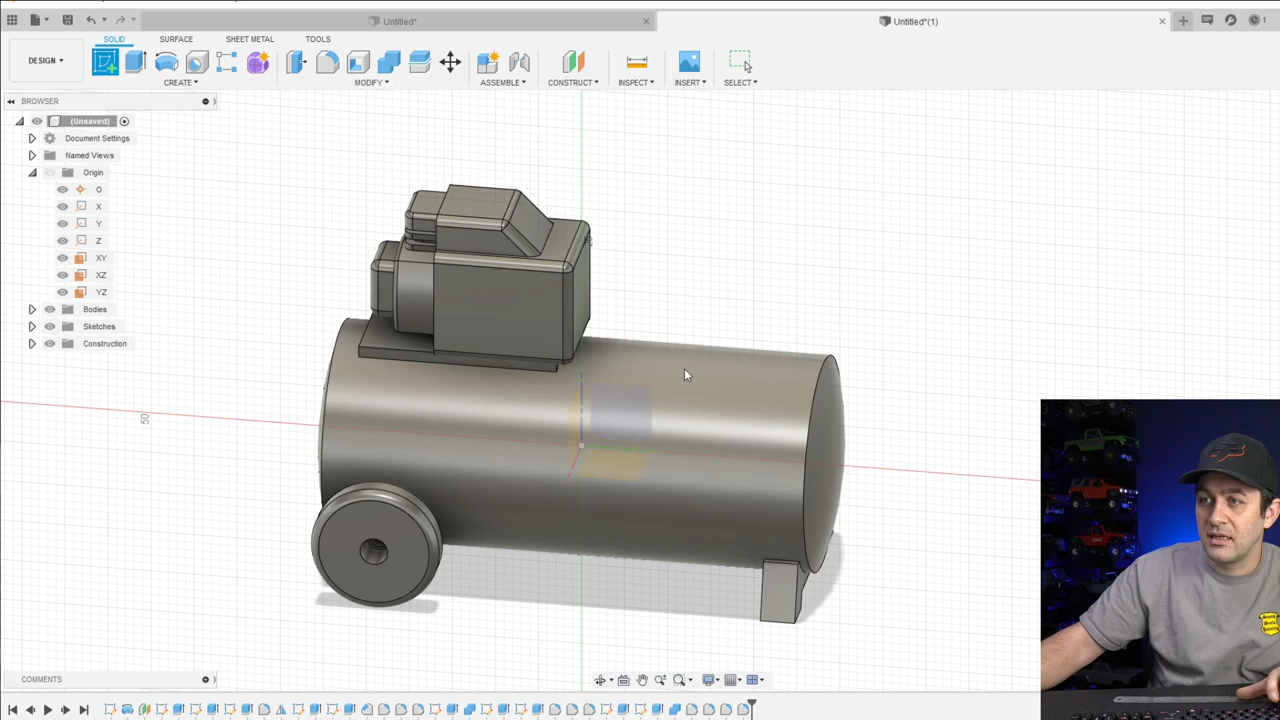 Untitled*
Untitled*(1)
1
SOLID
SURFACE
SHEET METAL
TOOLS
DESIGN
CREATE
MODIFY
ASSEMBLE
CONSTRUCT
INSPECT
INSERT
SELECT
BROWSER
(Unsaved)
Document Settings
Named Views
Origin
O
X
Y
Z
XY
XZ
YZ
Bodies
Sketches
Construction
50
COMMENTS